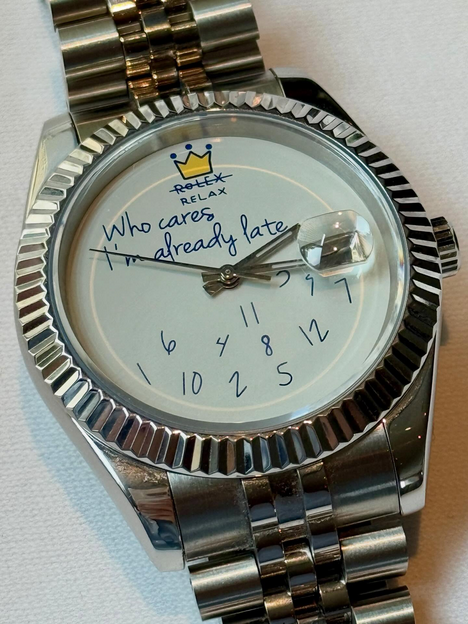 ROLEX
RELAX
Who cares
I'm already late
3 9 7
11
6 4 8 12
1 10 2 5